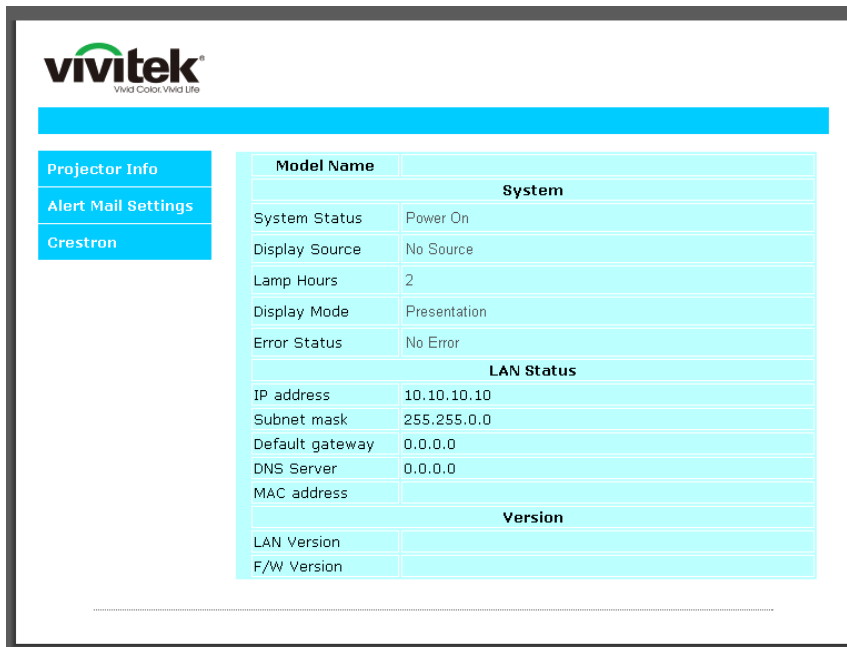 vivitek®
Vivid Color, Vivid Life
Projector Info
Alert Mail Settings
Crestron
Model Name
System
System Status Power On
Display Source No Source
Lamp Hours 2
Display Mode Presentation
Error Status No Error
LAN Status
IP address 10.10.10.10
Subnet mask 255.255.0.0
Default gateway 0.0.0.0
DNS Server 0.0.0.0
MAC address
Version
LAN Version
F/W Version